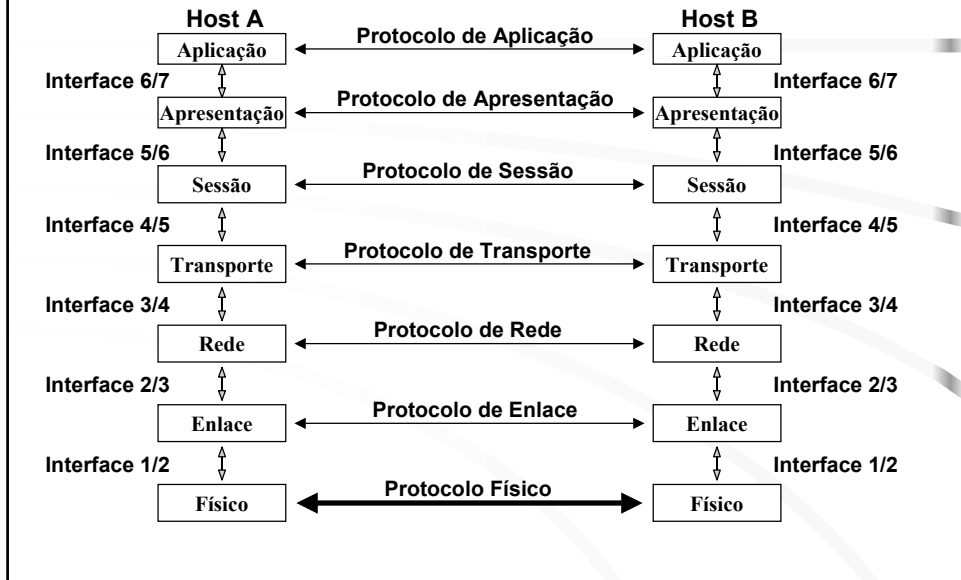 Host A
Host B
Aplicação
Protocolo de Aplicação
Aplicação
Interface 6/7
Interface 6/7
Apresentação
Protocolo de Apresentação
Apresentação
Interface 5/6
Interface 5/6
Sessão
Protocolo de Sessão
Sessão
Interface 4/5
Interface 4/5
Transporte
Protocolo de Transporte
Transporte
Interface 3/4
Interface 3/4
Rede
Protocolo de Rede
Rede
Interface 2/3
Interface 2/3
Enlace
Protocolo de Enlace
Enlace
Interface 1/2
Interface 1/2
Físico
Protocolo Físico
Físico